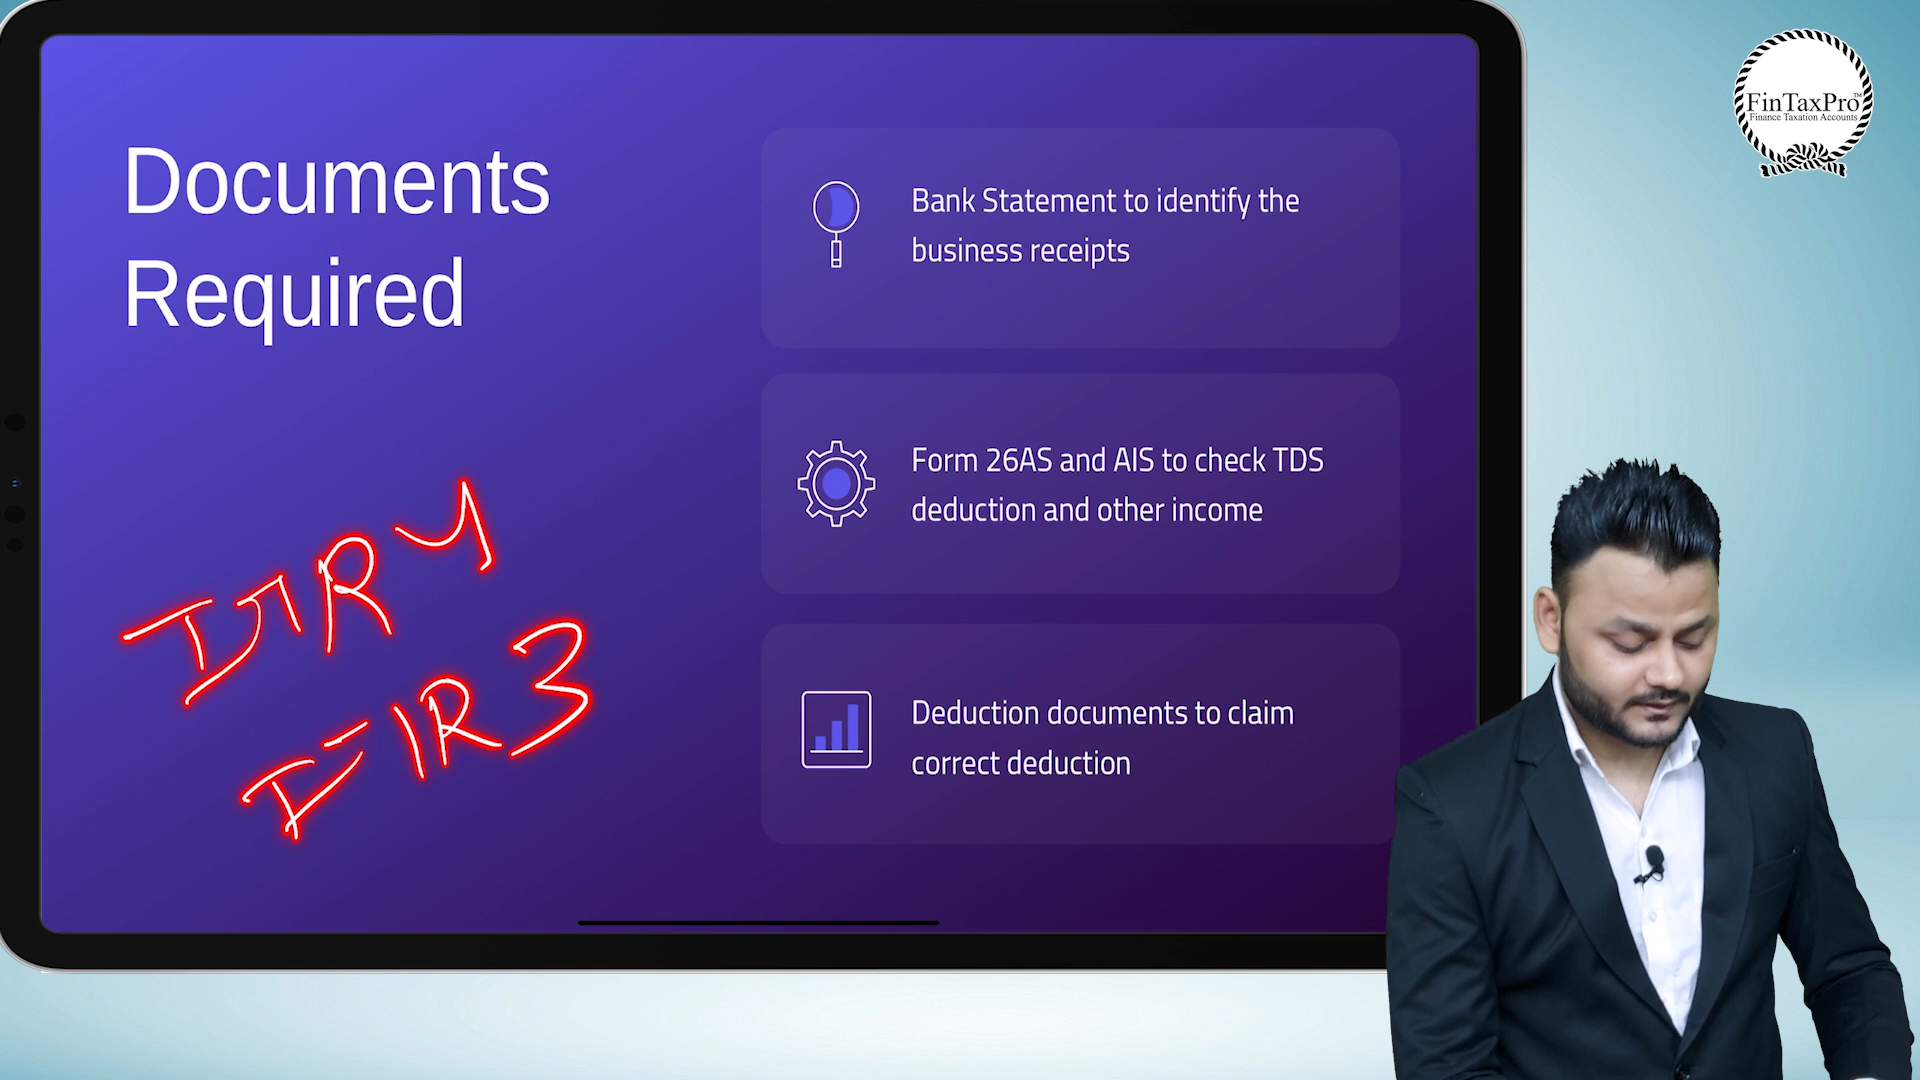 Documents
Required
Bank Statement to identify the
business receipts
Form 26AS and AIS to check TDS
deduction and other income
Deduction documents to claim
correct deduction
ITR 4
ITR 3
FinTaxPro™
Finance Taxation Accounts